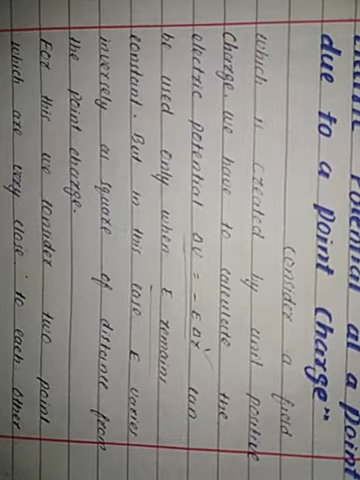 Potential at a point
due to a point charge"
Consider a field
which is created by unit positive
charge. we have to calculate the
electric potential ΔV = - EΔr can
be used only when E remains
constant. But in this case E varies
inversely as square of distance from
the point charge.
For this we consider two point
which are very close to each other